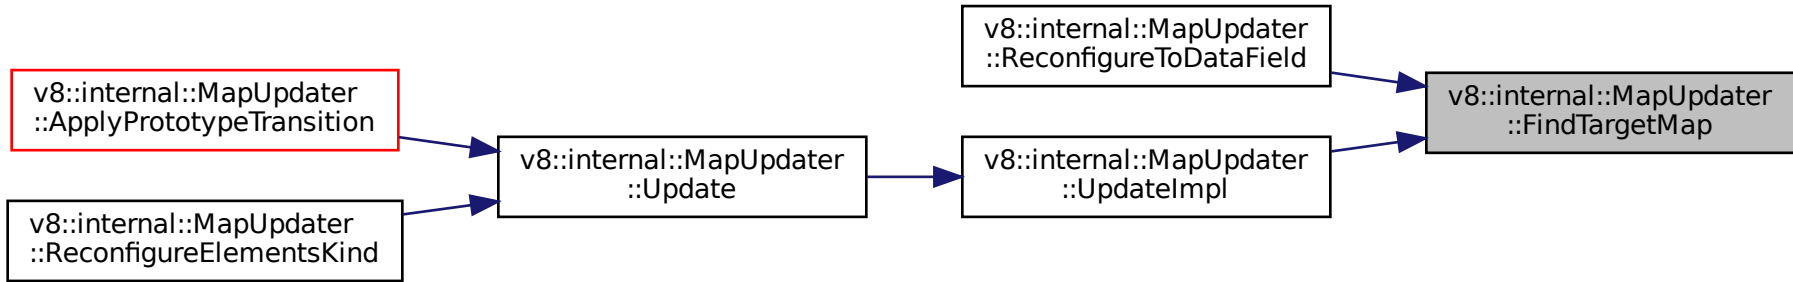 v8::internal::MapUpdater
::ApplyPrototypeTransition
v8::internal::MapUpdater
::ReconfigureElementsKind
v8::internal::MapUpdater
::Update
v8::internal::MapUpdater
::ReconfigureToDataField
v8::internal::MapUpdater
::UpdateImpl
v8::internal::MapUpdater
::FindTargetMap